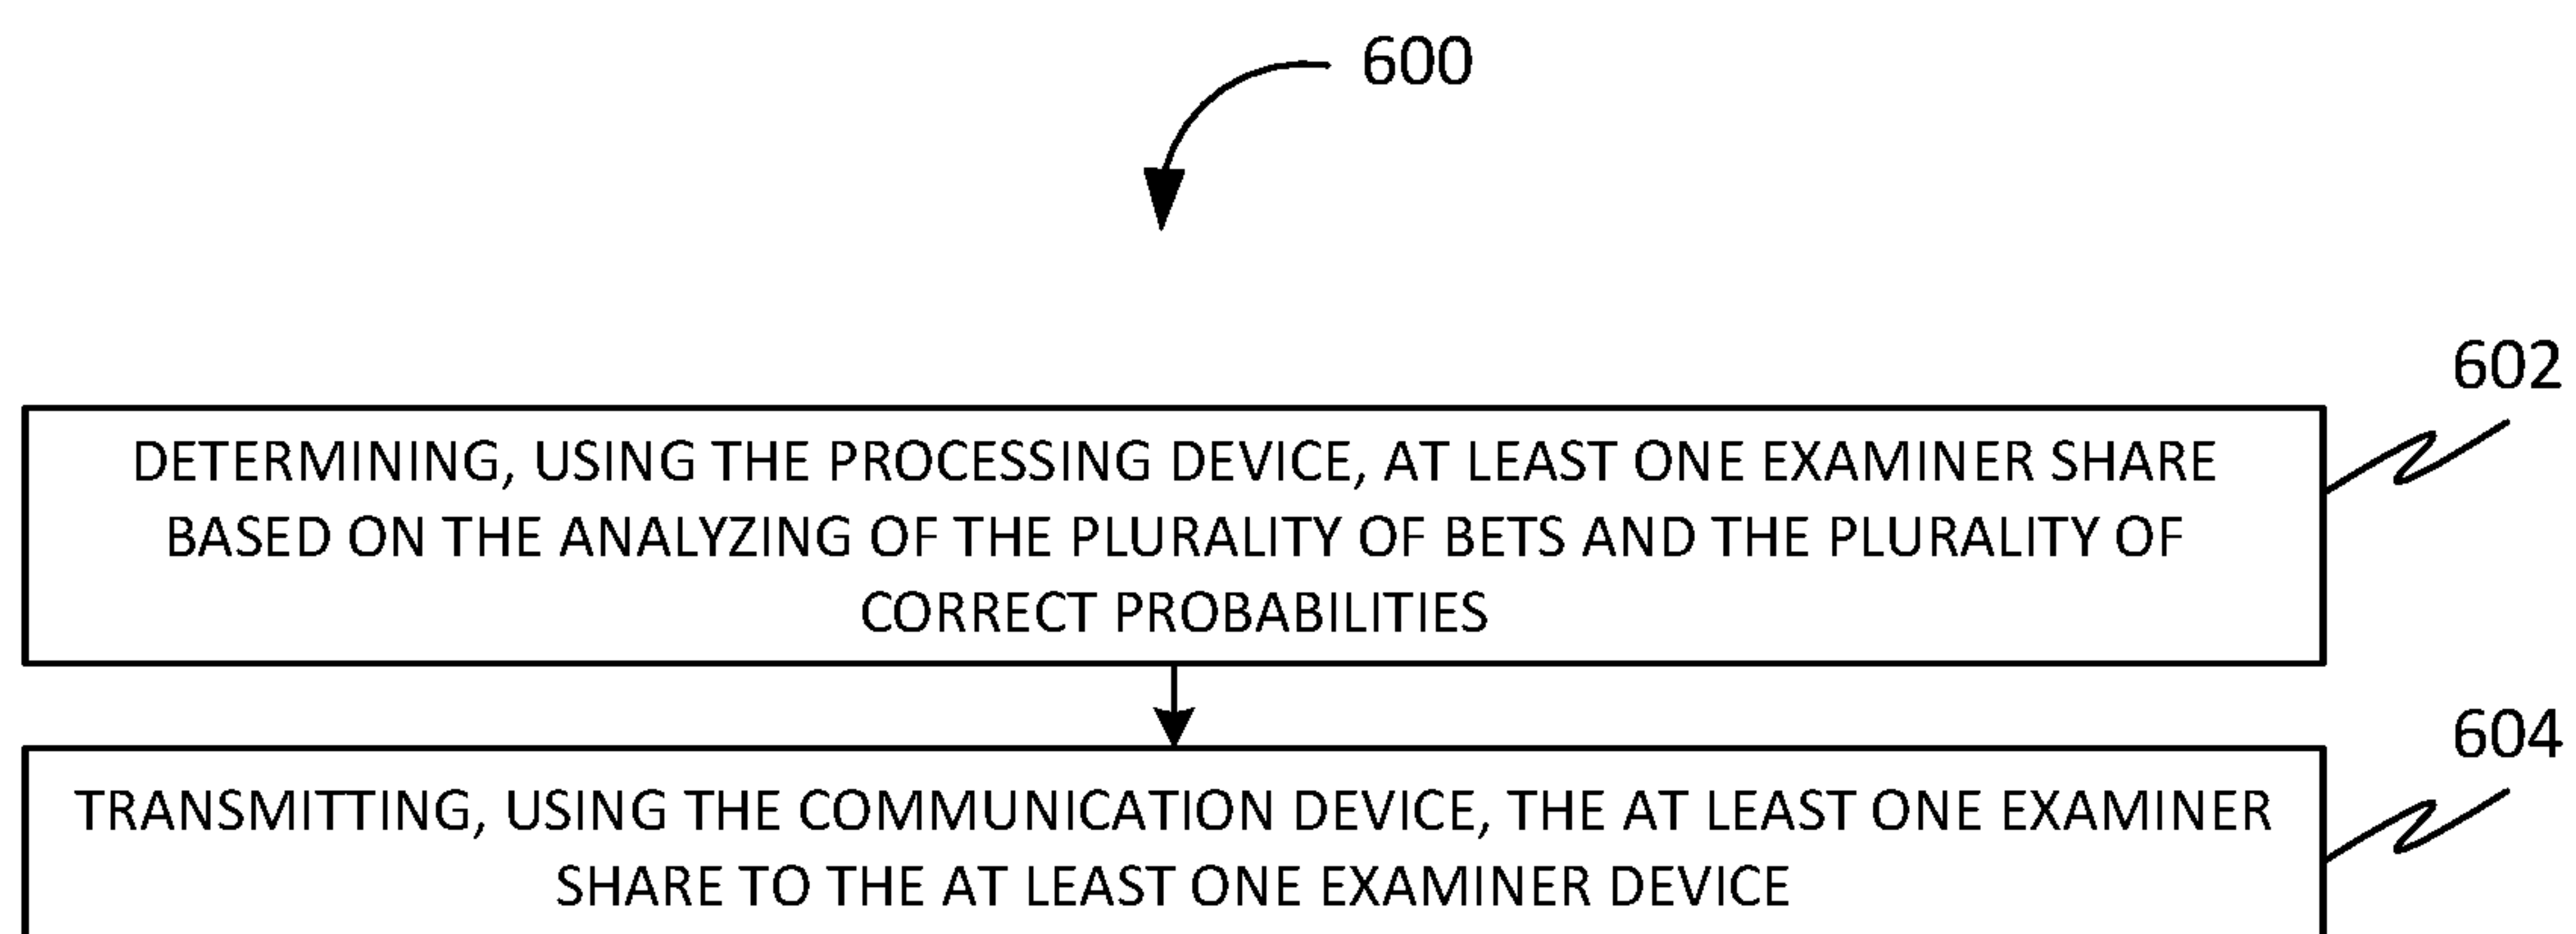 600
602
DETERMINING, USING THE PROCESSING DEVICE, AT LEAST ONE EXAMINER SHARE
BASED ON THE ANALYZING OF THE PLURALITY OF BETS AND THE PLURALITY OF
CORRECT PROBABILITIES
604
TRANSMITTING, USING THE COMMUNICATION DEVICE, THE AT LEAST ONE EXAMINER
SHARE TO THE AT LEAST ONE EXAMINER DEVICE